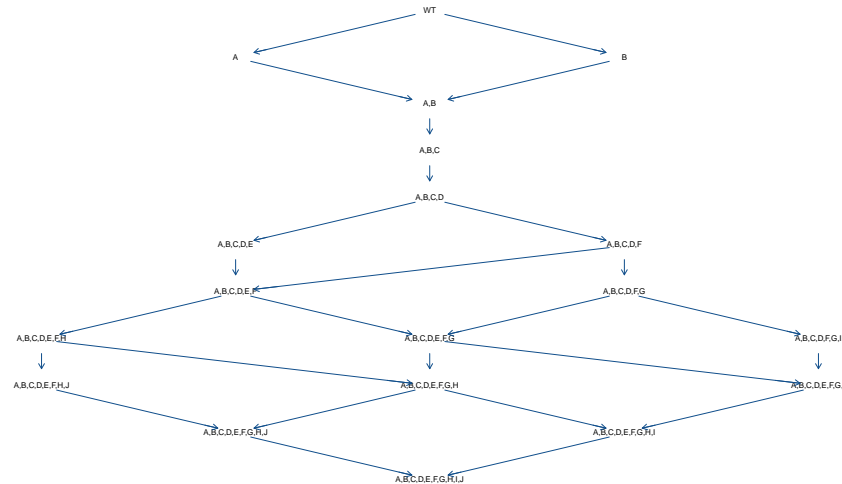 WT
A
B
A,B
A,B,C
A,B,C,D
A,B,C,D,E
A,B,C,D,F
A,B,C,D,E,F
A,B,C,D,F,G
A,B,C,D,E,F,H
A,B,C,D,E,F,G
A,B,C,D,F,G,I
A,B,C,D,E,F,H,J
A,B,C,D,E,F,G,H
A,B,C,D,E,F,G,
A,B,C,D,E,F,G,H,J
A,B,C,D,E,F,G,H,I
A,B,C,D,E,F,G,H,I,J